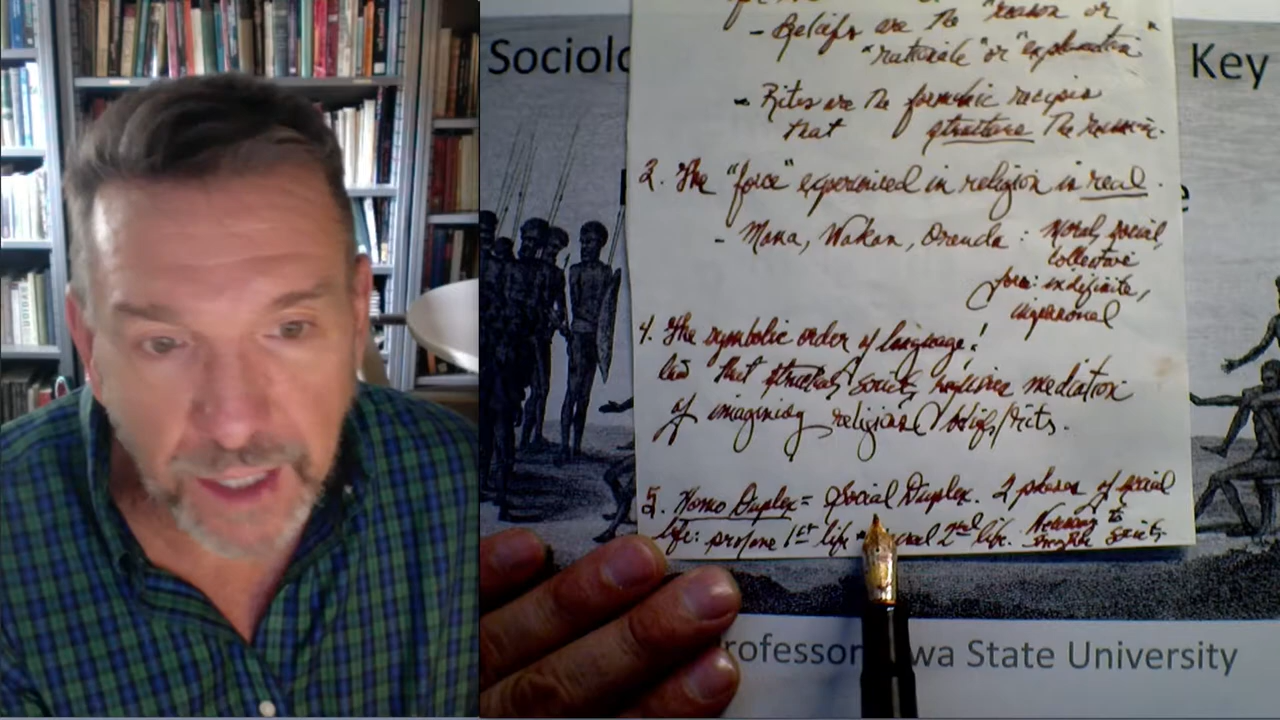 Sociolo
Key
- Beliefs are the "reason or
"rationale" or "explanation"
- Rites are the formulaic recipes
that structure the
2. The "force" experienced in religion is real.
- Mana, Wakan, Orenda: Moral, social,
collective
force: indefinite,
impersonal
4. The symbolic order of language!
that society requires mediation
of imaginary religious beliefs/rites.
5. Homo Duplex = Social Duplex. 2 phases of social
life: profane 1st life 2nd life. Necessary to
society
e
rofessor
wa State University